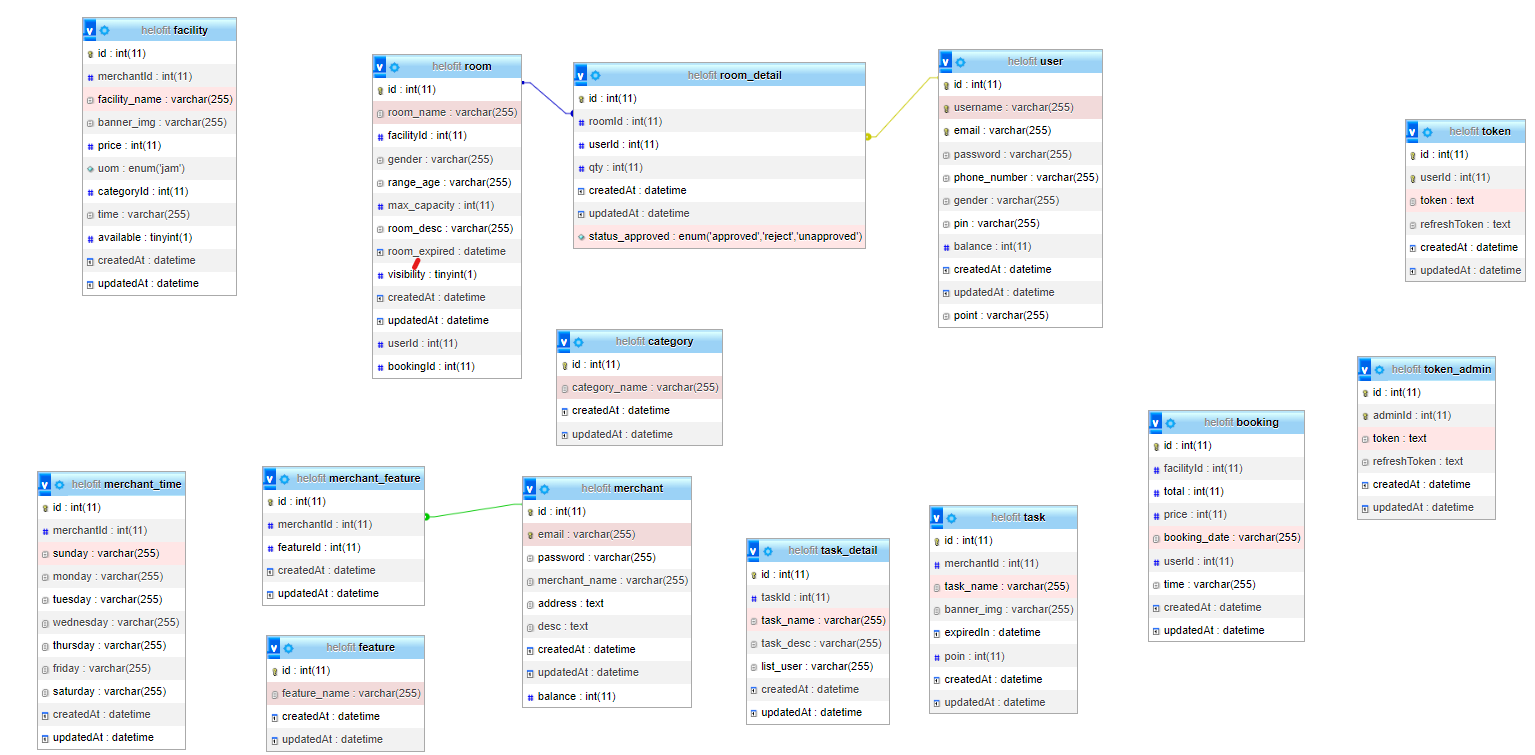 helofit facility
id : int(11)
merchantId : int(11)
facility_name : varchar(255)
banner_img : varchar(255)
price : int(11)
uom : enum('jam')
categoryId : int(11)
time : varchar(255)
available : tinyint(1)
createdAt : datetime
updatedAt : datetime
helofit room
id : int(11)
room_name : varchar(255)
facilityId : int(11)
gender : varchar(255)
range_age : varchar(255)
max_capacity : int(11)
room_desc : varchar(255)
room_expired : datetime
visibility : tinyint(1)
createdAt : datetime
updatedAt : datetime
userId : int(11)
bookingId : int(11)
helofit room_detail
id : int(11)
roomId : int(11)
userId : int(11)
qty : int(11)
createdAt : datetime
updatedAt : datetime
status_approved : enum('approved','reject','unapproved')
helofit user
id : int(11)
username : varchar(255)
email : varchar(255)
password : varchar(255)
phone_number : varchar(255)
gender : varchar(255)
pin : varchar(255)
balance : int(11)
createdAt : datetime
updatedAt : datetime
point : varchar(255)
helofit token
id : int(11)
userId : int(11)
token : text
refreshToken : text
createdAt : datetime
updatedAt : datetime
helofit category
id : int(11)
category_name : varchar(255)
createdAt : datetime
updatedAt : datetime
helofit token_admin
id : int(11)
adminId : int(11)
token : text
refreshToken : text
createdAt : datetime
updatedAt : datetime
helofit booking
id : int(11)
facilityId : int(11)
total : int(11)
price : int(11)
booking_date : varchar(255)
userId : int(11)
time : varchar(255)
createdAt : datetime
updatedAt : datetime
helofit merchant_time
id : int(11)
merchantId : int(11)
sunday : varchar(255)
monday : varchar(255)
tuesday : varchar(255)
wednesday : varchar(255)
thursday : varchar(255)
friday : varchar(255)
saturday : varchar(255)
createdAt : datetime
updatedAt : datetime
helofit merchant_feature
id : int(11)
merchantId : int(11)
featureId : int(11)
createdAt : datetime
updatedAt : datetime
helofit feature
id : int(11)
feature_name : varchar(255)
createdAt : datetime
updatedAt : datetime
helofit merchant
id : int(11)
email : varchar(255)
password : varchar(255)
merchant_name : varchar(255)
address : text
desc : text
createdAt : datetime
updatedAt : datetime
balance : int(11)
helofit task_detail
id : int(11)
taskId : int(11)
task_name : varchar(255)
task_desc : varchar(255)
list_user : varchar(255)
createdAt : datetime
updatedAt : datetime
helofit task
id : int(11)
merchantId : int(11)
task_name : varchar(255)
banner_img : varchar(255)
expiredIn : datetime
poin : int(11)
createdAt : datetime
updatedAt : datetime